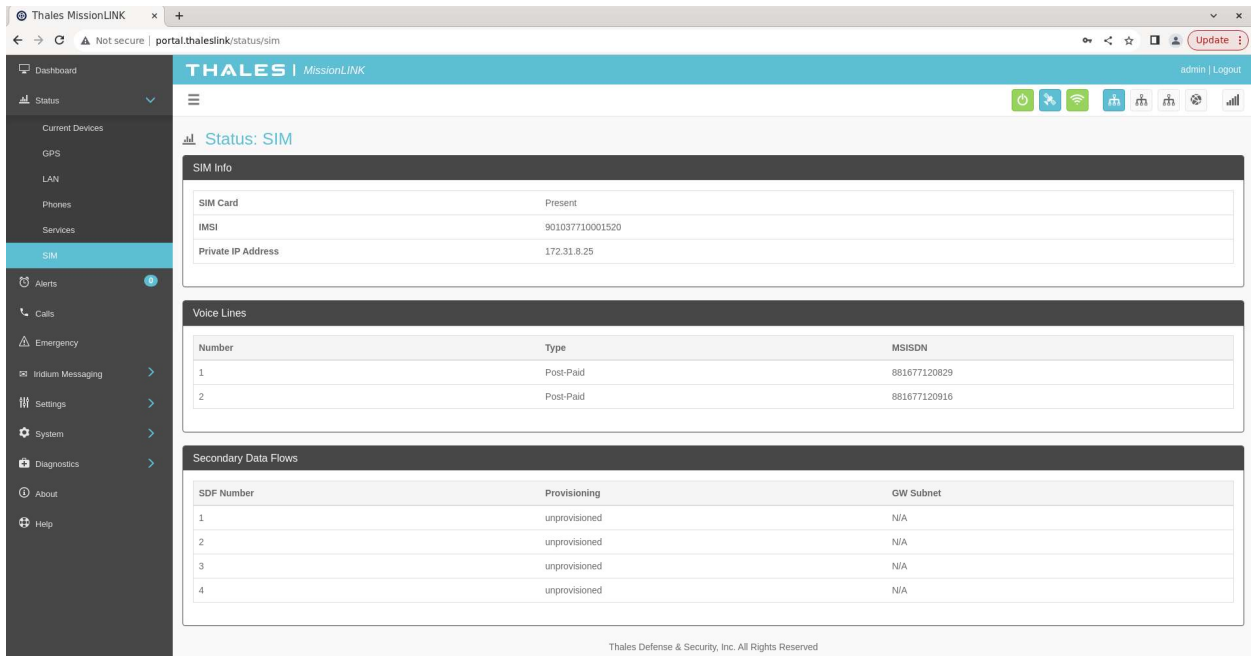 Thales MissionLINK
Not secure | portal.thaleslink/status/sim
Update
Dashboard
Status
Current Devices
GPS
LAN
Phones
Services
SIM
Alerts 0
Calls
Emergency
Iridium Messaging
Settings
System
Diagnostics
About
Help
THALES | MissionLINK
admin | Logout
Status: SIM
SIM Info
SIM Card Present
IMSI 901037710001520
Private IP Address 172.31.8.25
Voice Lines
Number Type MSISDN
1 Post-Paid 881677120829
2 Post-Paid 881677120916
Secondary Data Flows
SDF Number Provisioning GW Subnet
1 unprovisioned N/A
2 unprovisioned N/A
3 unprovisioned N/A
4 unprovisioned N/A
Thales Defense & Security, Inc. All Rights Reserved